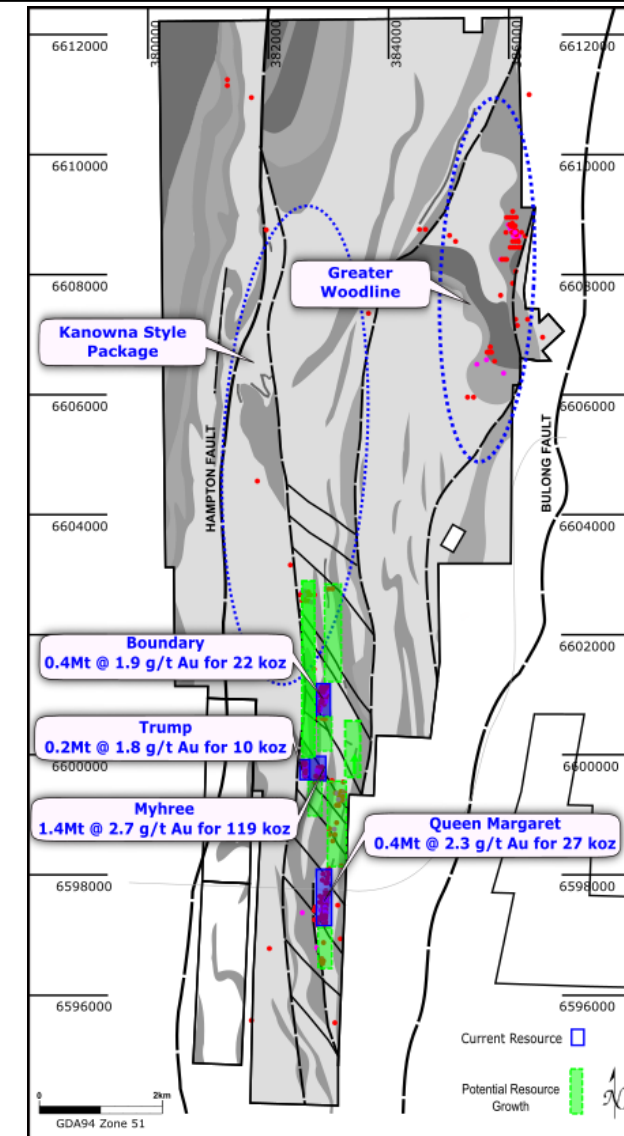 380000
382000
384000
386000
6612000
6612000
6610000
6610000
6608000
6608000
Greater
Woodline
Kanowna Style
Package
6606000
6606000
HAMPTON FAULT
BULONG FAULT
6604000
6604000
6602000
Boundary
0.4Mt @ 1.9 g/t Au for 22 koz
Trump
0.2Mt @ 1.8 g/t Au for 10 koz
6600000
6600000
Myhree
1.4Mt @ 2.7 g/t Au for 119 koz
Queen Margaret
0.4Mt @ 2.3 g/t Au for 27 koz
6598000
6598000
6596000
6596000
Current Resource
Potential Resource
Growth
N
0
2km
GDA94 Zone 51